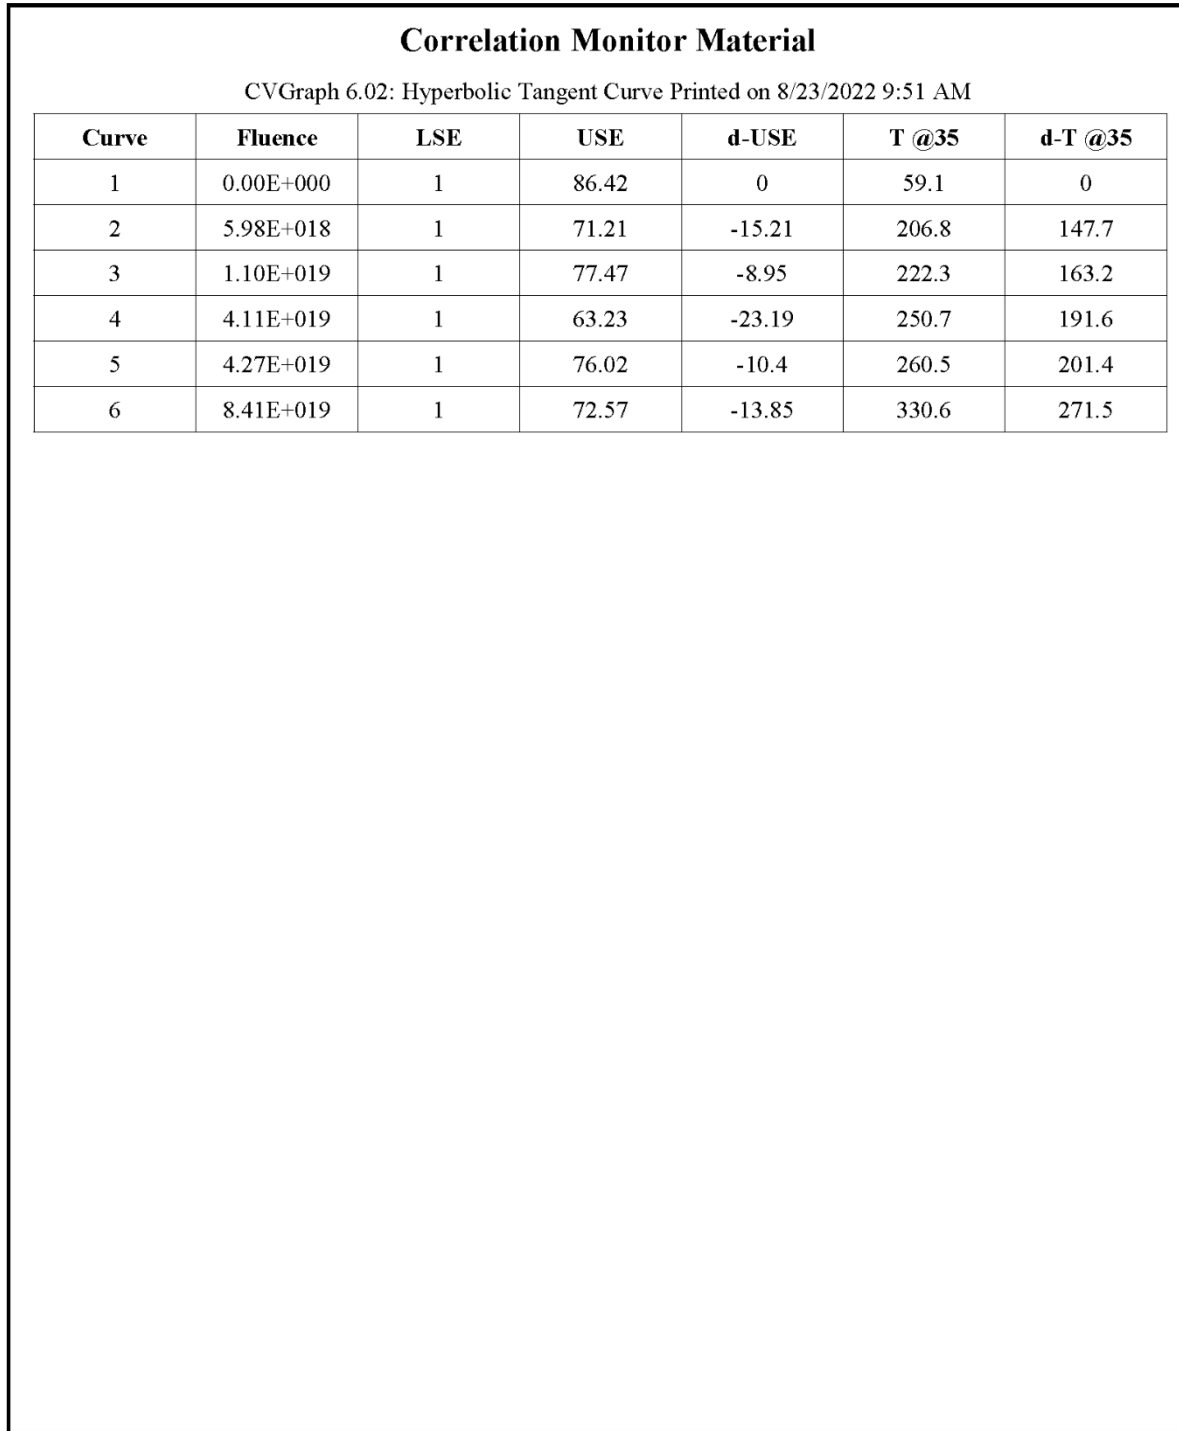 Correlation Monitor Material
CVGraph 6.02: Hyperbolic Tangent Curve Printed on 8/23/2022 9:51 AM
Curve Fluence LSE USE d-USE T @35 d-T @35
1 0.00E+000 1 86.42 0 59.1 0
2 5.98E+018 1 71.21 -15.21 206.8 147.7
3 1.10E+019 1 77.47 -8.95 222.3 163.2
4 4.11E+019 1 63.23 -23.19 250.7 191.6
5 4.27E+019 1 76.02 -10.4 260.5 201.4
6 8.41E+019 1 72.57 -13.85 330.6 271.5